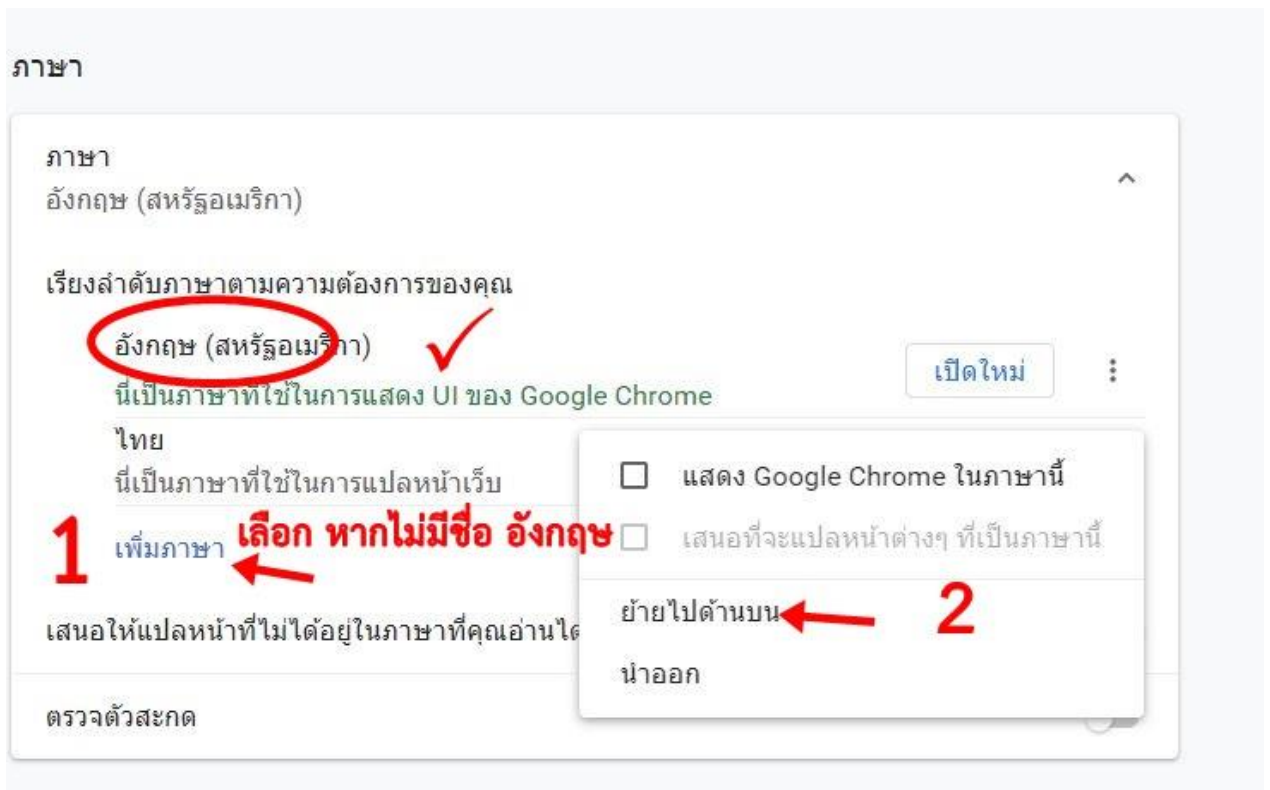 ภาษา
ภาษา
อังกฤษ (สหรัฐอเมริกา)
เรียงลำดับภาษาตามความต้องการของคุณ
อังกฤษ (สหรัฐอเมริกา)
นี่เป็นภาษาที่ใช้ในการแสดง UI ของ Google Chrome
เปิดใหม่
ไทย
นี่เป็นภาษาที่ใช้ในการแปลหน้าเว็บ
1
เพิ่มภาษา
เลือก หากไม่มีชื่อ อังกฤษ
แสดง Google Chrome ในภาษานี้
เสนอที่จะแปลหน้าต่างๆ ที่เป็นภาษานี้
ย้ายไปด้านบน
2
นำออก
เสนอให้แปลหน้าที่ไม่ได้อยู่ในภาษาที่คุณอ่านได้
ตรวจตัวสะกด